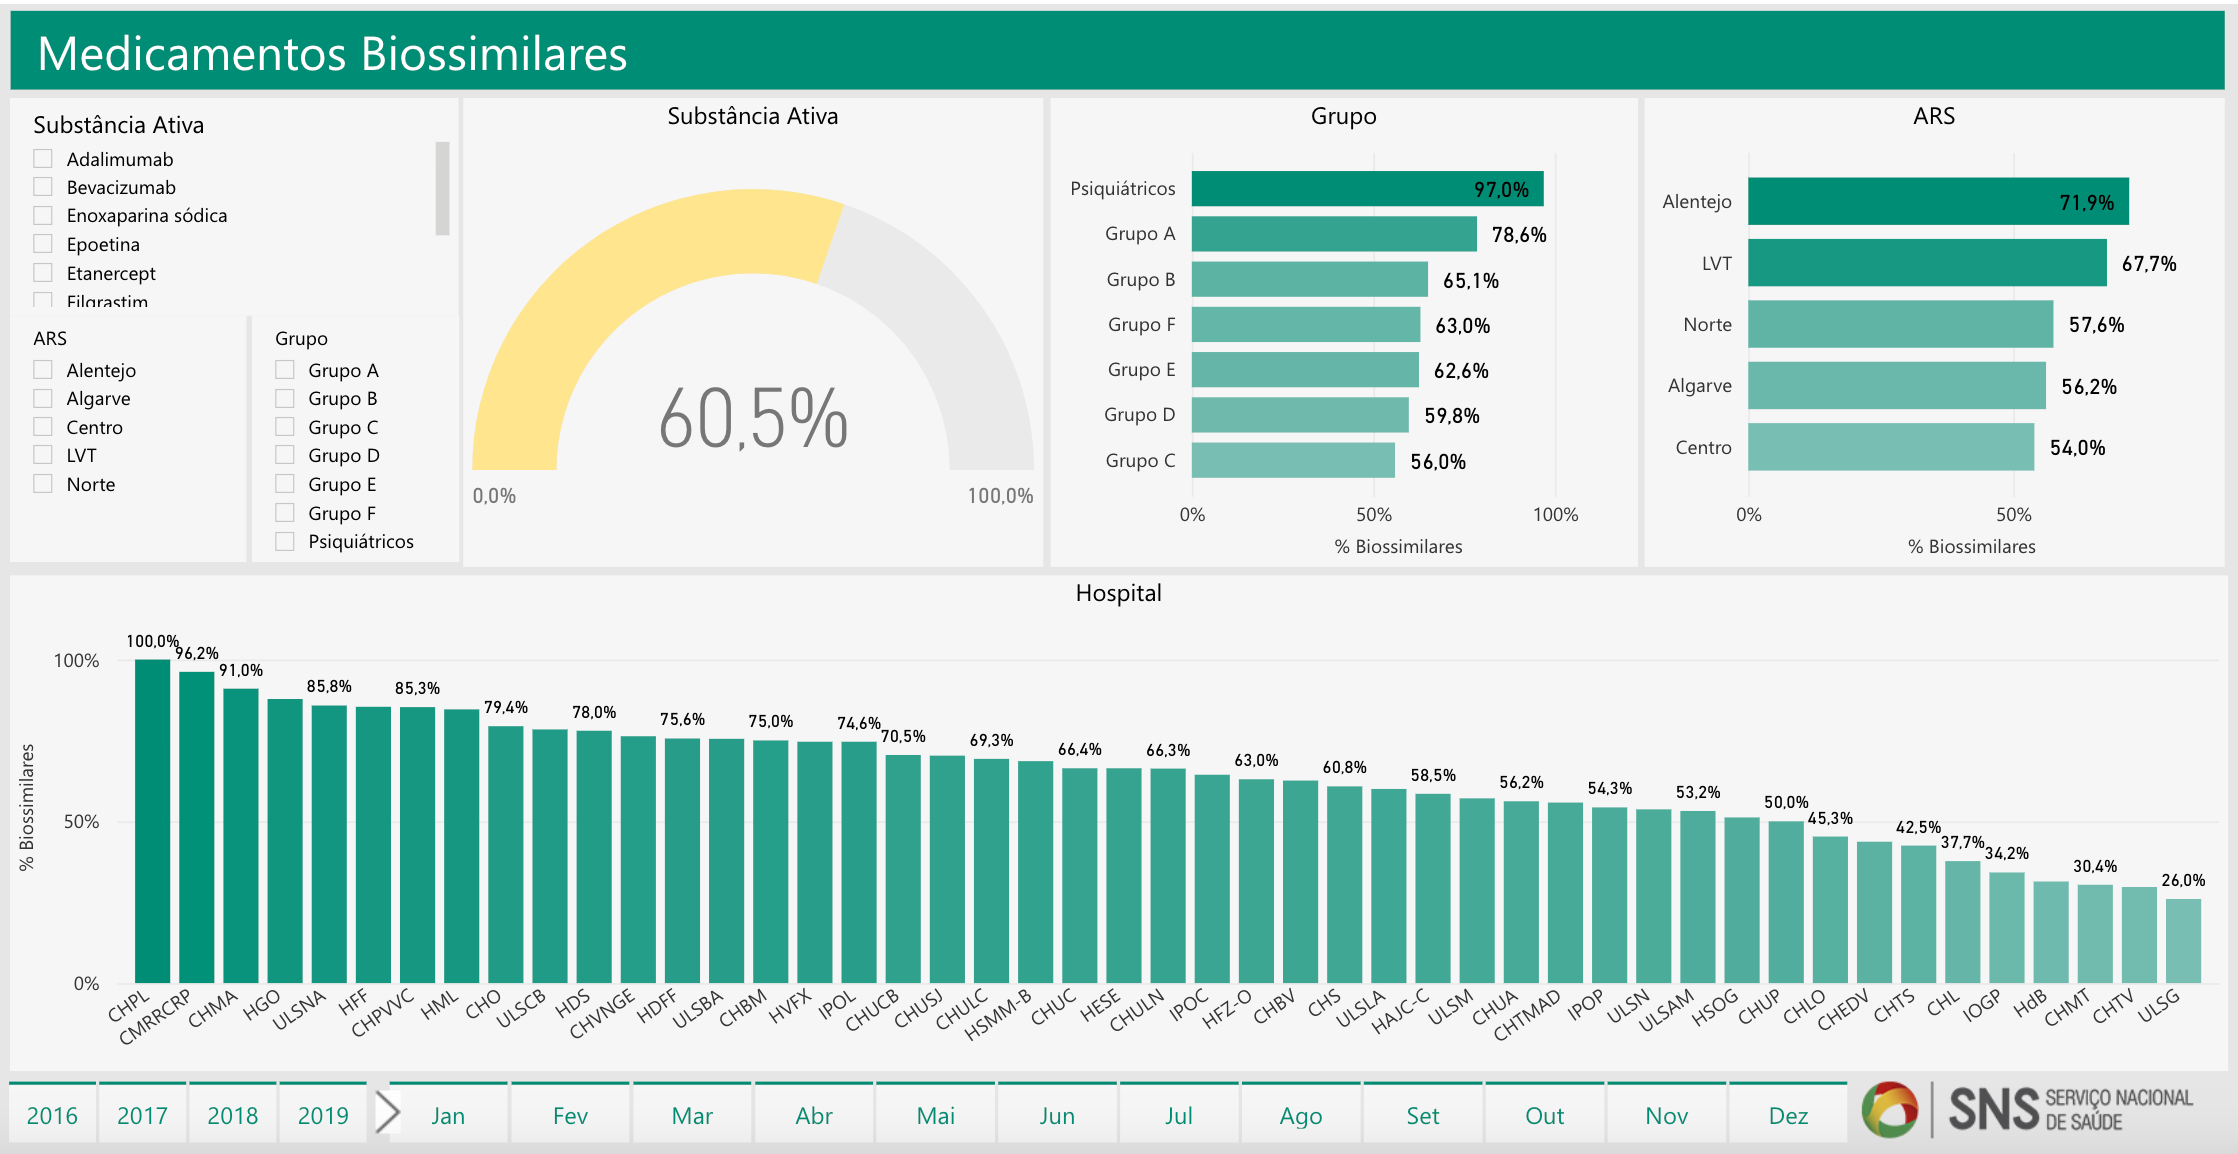 Medicamentos Biossimilares
Substância Ativa
Adalimumab
Bevacizumab
Enoxaparina sódica
Epoetina
Etanercept
Filgrastim
ARS
Alentejo
Algarve
Centro
LVT
Norte
Grupo
Grupo A
Grupo B
Grupo C
Grupo D
Grupo E
Grupo F
Psiquiátricos
Substância Ativa
60,5%
0,0% 100,0%
Grupo
Psiquiátricos 97,0%
Grupo A 78,6%
Grupo B 65,1%
Grupo F 63,0%
Grupo E 62,6%
Grupo D 59,8%
Grupo C 56,0%
0% 50% 100%
% Biossimilares
ARS
Alentejo 71,9%
LVT 67,7%
Norte 57,6%
Algarve 56,2%
Centro 54,0%
0% 50%
% Biossimilares
Hospital
% Biossimilares
100%
50%
0%
100,0% 96,2% 91,0% 85,8% 85,3% 79,4% 78,0% 75,6% 75,0% 74,6% 70,5% 69,3% 66,4% 66,3% 63,0% 60,8% 58,5% 56,2% 54,3% 53,2% 50,0% 45,3% 42,5% 37,7% 34,2% 30,4% 26,0%
CHPL CMRRCRP CHMA HGO ULSNA HFF CHPVVC HML CHO ULSCB HDS CHVNGE HDFF ULSBA CHBM HVFX IPOL CHUCB CHUSJ CHULC HSMM-B CHUC HESE CHULN IPOC HFZ-O CHBV CHS ULSLA HAJC-C ULSM CHUA CHTMAD IPOP ULSN ULSAM HSOG CHUP CHLO CHEDV CHTS CHL IOGP HdB CHMT CHTV ULSG
2016 2017 2018 2019 Jan Fev Mar Abr Mai Jun Jul Ago Set Out Nov Dez
SNS SERVIÇO NACIONAL
DE SAÚDE